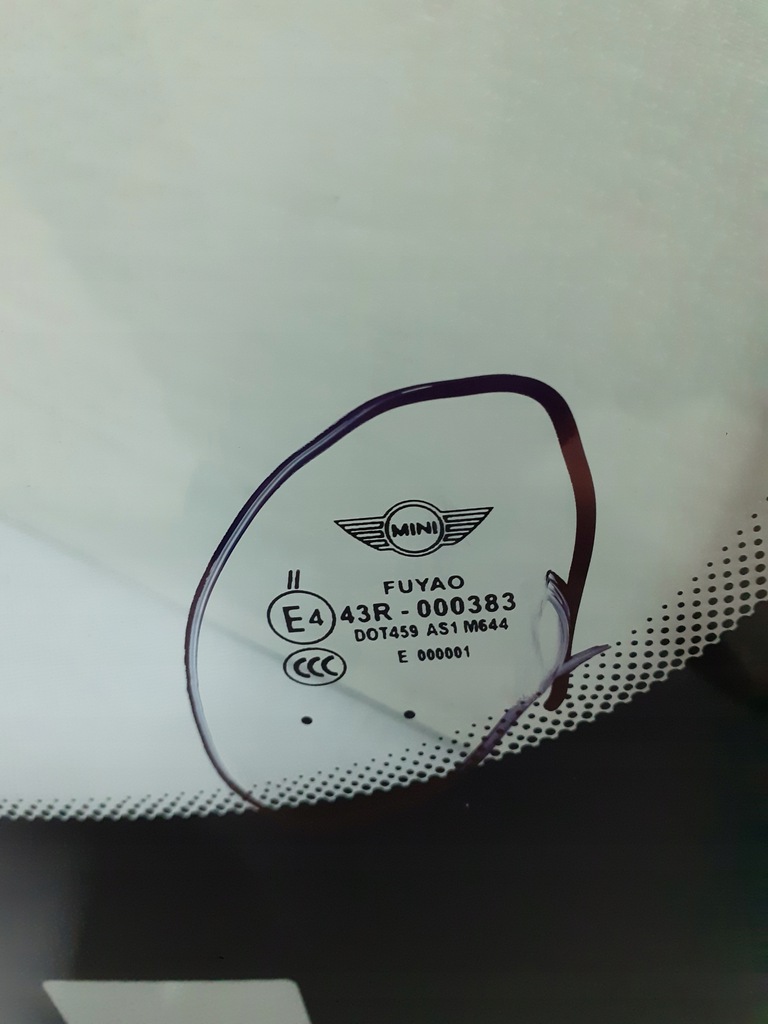 MINI
FUYAO
II
E4 43R - 000383
DOT459 AS1 M644
CCC
E 000001